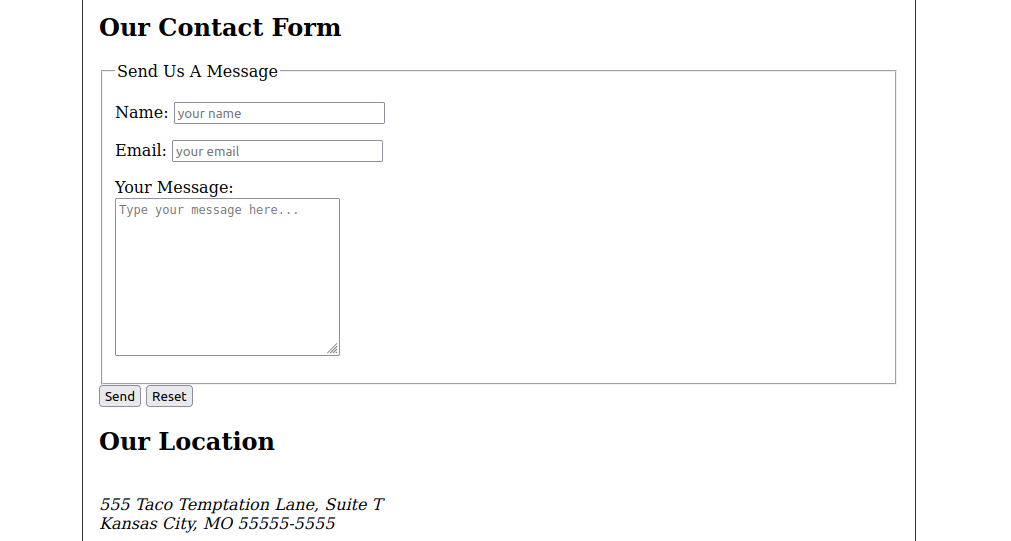 Our Contact Form
Send Us A Message
Name: your name
Email: your email
Your Message:
Type your message here...
Send Reset
Our Location
555 Taco Temptation Lane, Suite T
Kansas City, MO 55555-5555